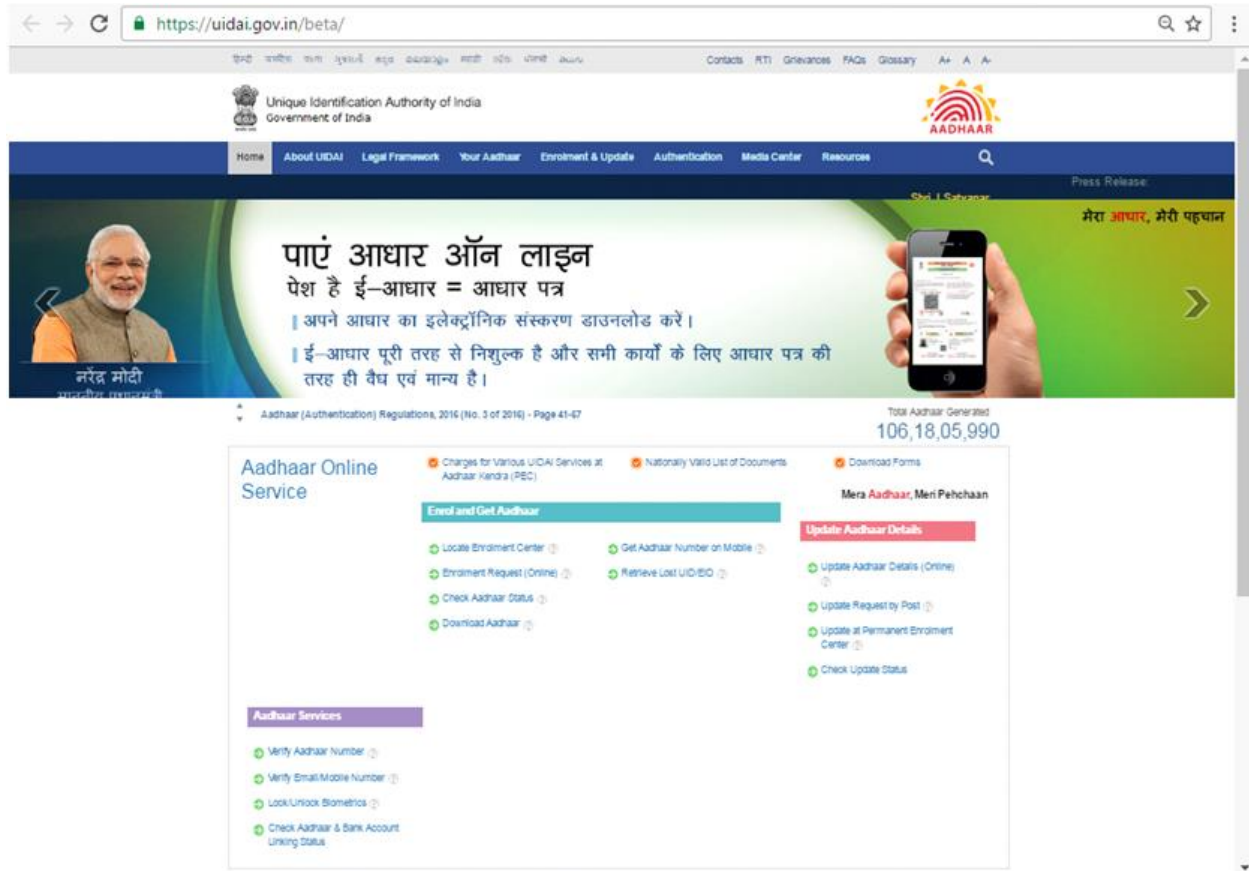 https://uidai.gov.in/beta/
Contacts RTI Grievances FAQs Glossary A+ A A-
Unique Identification Authority of India
Government of India
AADHAAR
Home About UIDAI Legal Framework Your Aadhaar Enrolment & Update Authentication Media Center Resources
Press Release:
मेरा आधार, मेरी पहचान
पाएं आधार ऑन लाइन
पेश है ई–आधार = आधार पत्र
अपने आधार का इलेक्ट्रॉनिक संस्करण डाउनलोड करें।
ई–आधार पूरी तरह से निशुल्क है और सभी कार्यों के लिए आधार पत्र की
तरह ही वैध एवं मान्य है।
नरेंद्र मोदी
Aadhaar (Authentication) Regulations, 2016 (No. 3 of 2016) - Page 41-67
Total Aadhaar Generated
106,18,05,990
Aadhaar Online
Service
Charges for Various UIDAI Services at
Aadhaar Kendra (PEC)
Nationally Valid List of Documents
Download Forms
Mera Aadhaar, Meri Pehchaan
Enrol and Get Aadhaar
Locate Enrolment Center
Enrolment Request (Online)
Check Aadhaar Status
Download Aadhaar
Get Aadhaar Number on Mobile
Retrieve Lost UID/EID
Update Aadhaar Details
Update Aadhaar Details (Online)
Update Request by Post
Update at Permanent Enrolment
Center
Check Update Status
Aadhaar Services
Verify Aadhaar Number
Verify Email/Mobile Number
Lock/Unlock Biometrics
Check Aadhaar & Bank Account
Linking Status